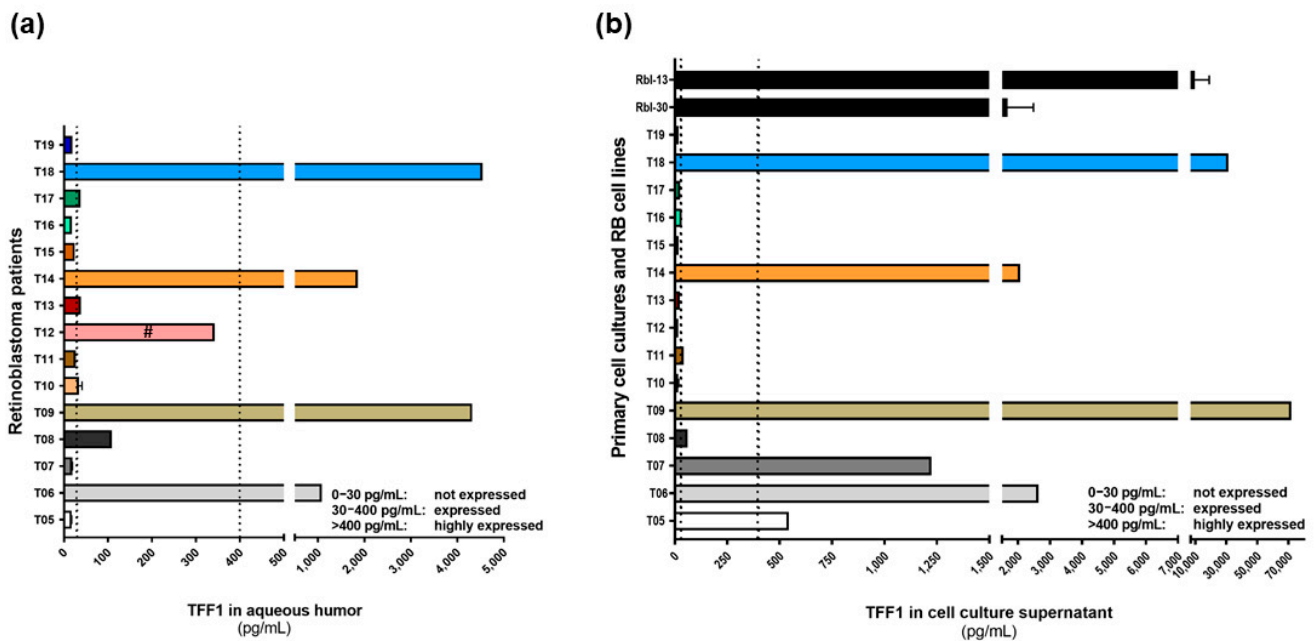 (a)
Retinoblastoma patients
T19
T18
T17
T16
T15
T14
T13
T12
#
T11
T10
T09
T08
T07
T06
T05
0–30 pg/mL: not expressed
30–400 pg/mL: expressed
>400 pg/mL: highly expressed
0
100
200
300
400
500
1,000
2,000
3,000
4,000
5,000
TFF1 in aqueous humor
(pg/mL)
(b)
Primary cell cultures and RB cell lines
Rbl-13
Rbl-30
T19
T18
T17
T16
T15
T14
T13
T12
T11
T10
T09
T08
T07
T06
T05
0–30 pg/mL: not expressed
30–400 pg/mL: expressed
>400 pg/mL: highly expressed
0
250
500
750
1,000
1,250
1,500
2,000
3,000
4,000
5,000
6,000
7,000
10,000
30,000
50,000
70,000
TFF1 in cell culture supernatant
(pg/mL)